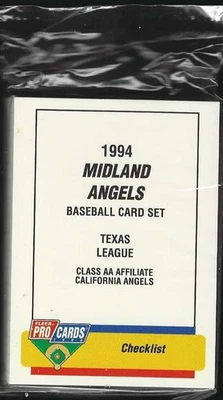 1994
MIDLAND
ANGELS
BASEBALL CARD SET
TEXAS
LEAGUE
CLASS AA AFFILIATE
CALIFORNIA ANGELS
FLEER
PRO CARDS
Checklist